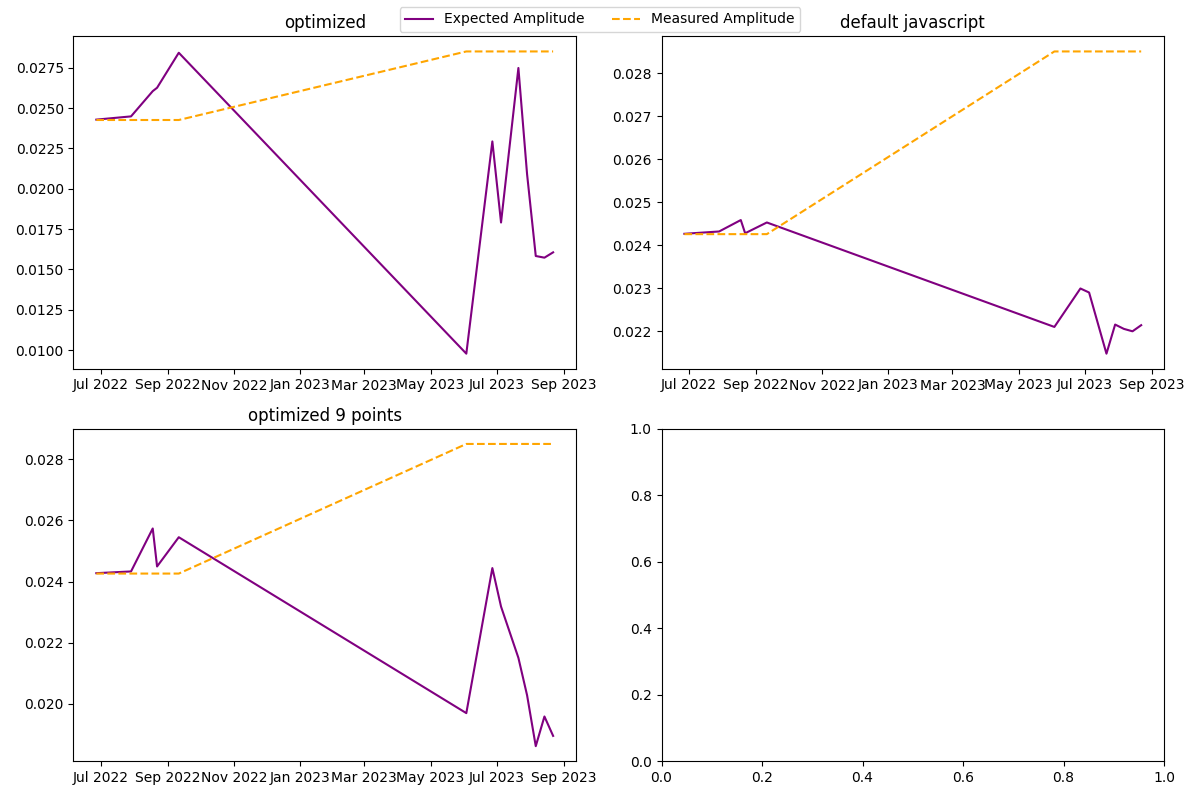 optimized
Expected Amplitude
Measured Amplitude
default javascript
0.0275
0.0250
0.0225
0.0200
0.0175
0.0150
0.0125
0.0100
Jul 2022 Sep 2022 Nov 2022 Jan 2023 Mar 2023 May 2023 Jul 2023 Sep 2023
0.028
0.027
0.026
0.025
0.024
0.023
0.022
Jul 2022 Sep 2022 Nov 2022 Jan 2023 Mar 2023 May 2023 Jul 2023 Sep 2023
optimized 9 points
0.028
0.026
0.024
0.022
0.020
Jul 2022 Sep 2022 Nov 2022 Jan 2023 Mar 2023 May 2023 Jul 2023 Sep 2023
1.0
0.8
0.6
0.4
0.2
0.0
0.0 0.2 0.4 0.6 0.8 1.0